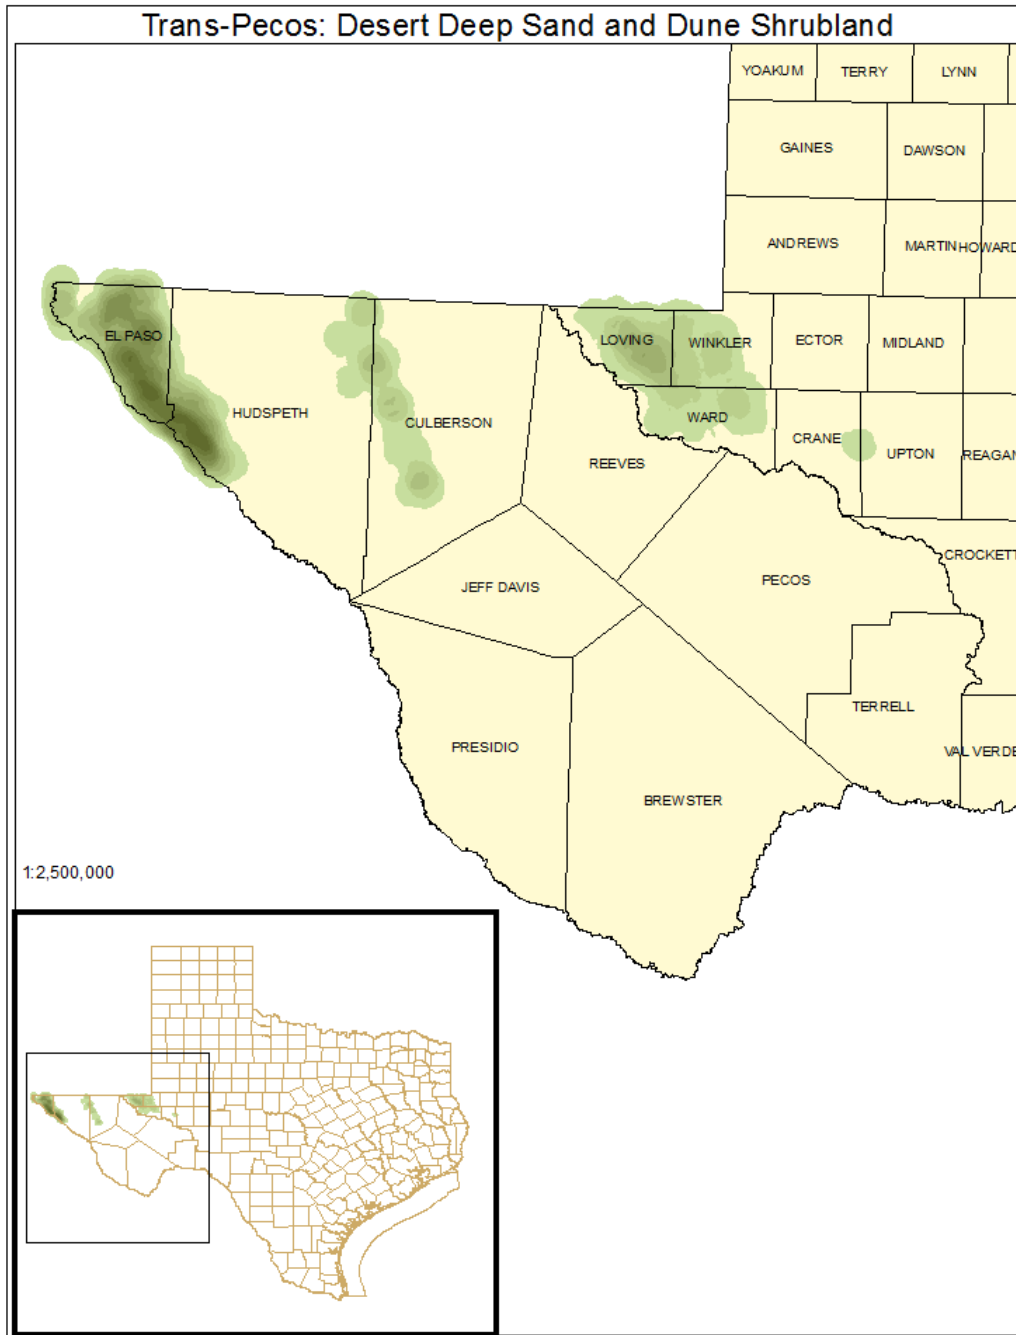 Trans-Pecos: Desert Deep Sand and Dune Shrubland
YOAKUM TERRY LYNN
GAINES DAWSON
ANDREWS MARTIN HOWARD
EL PASO LOVING WINKLER ECTOR MIDLAND
HUDSPETH CULBERSON WARD
CRANE UPTON REAGAN
REEVES
CROCKETT
JEFF DAVIS PECOS
TERRELL
PRESIDIO VAL VERDE
BREWSTER
1:2,500,000